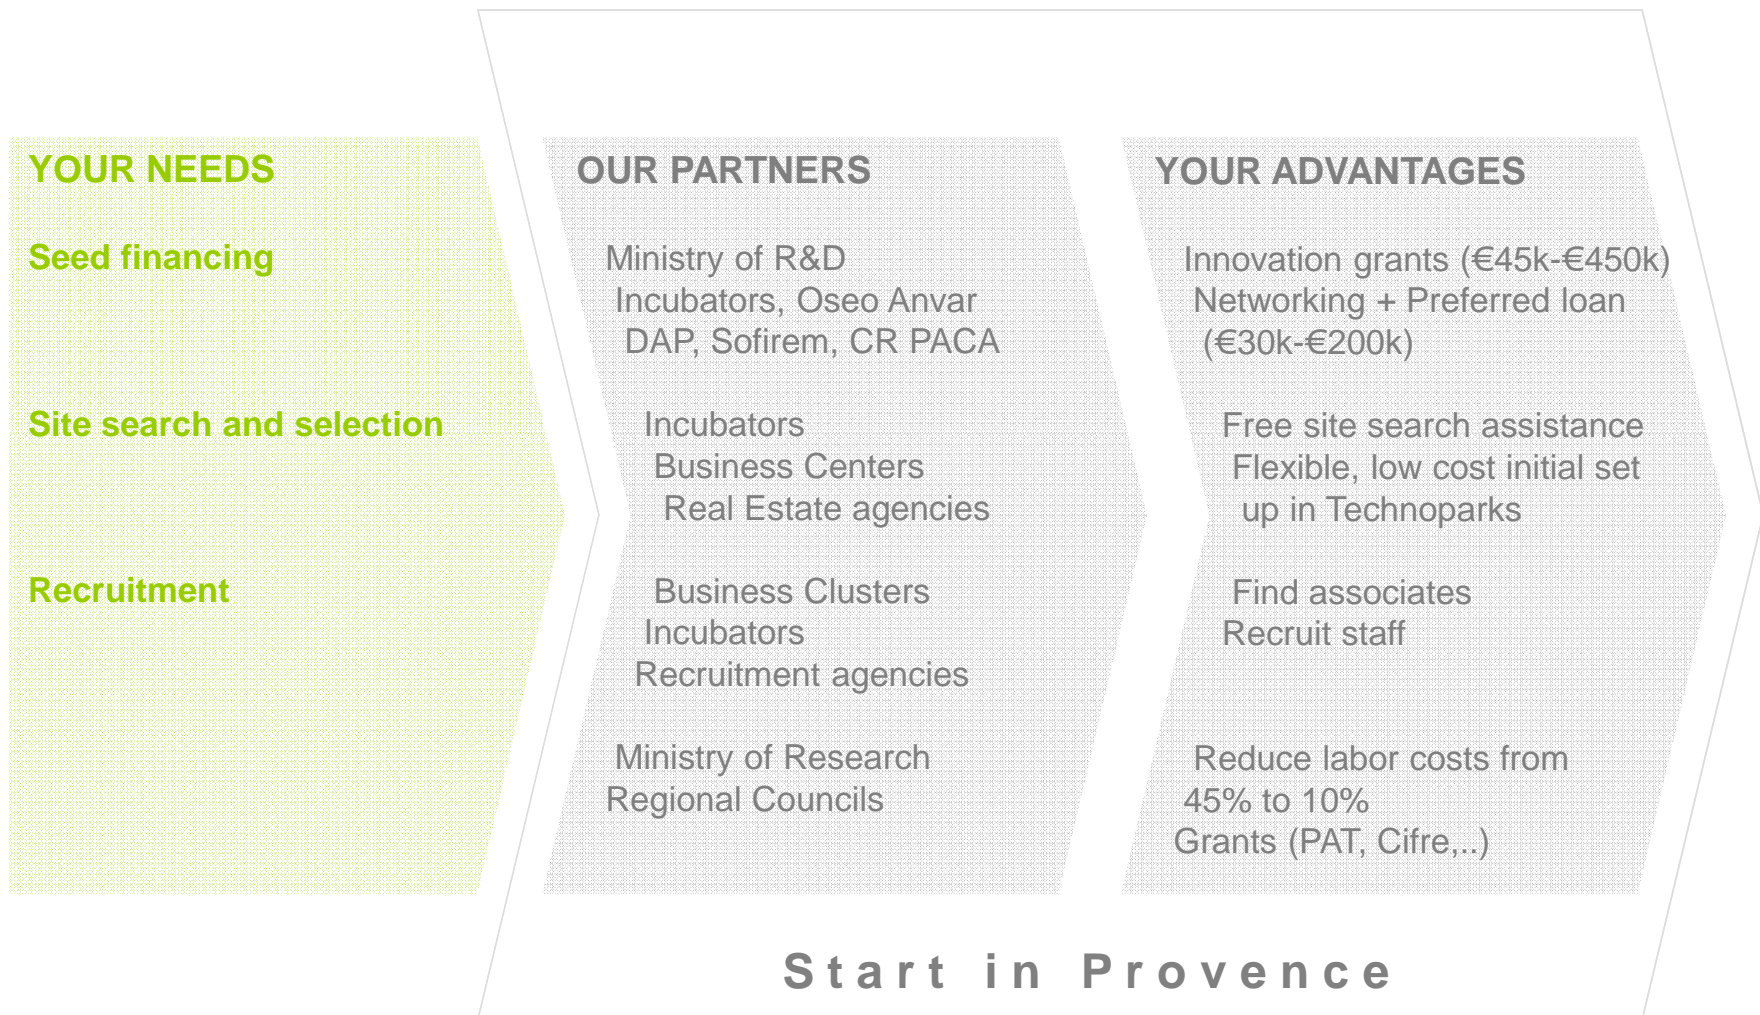 YOUR NEEDS
Seed financing
Site search and selection
Recruitment
OUR PARTNERS
Ministry of R&D
Incubators, Oseo Anvar
DAP, Sofirem, CR PACA
Incubators
Business Centers
Real Estate agencies
Business Clusters
Incubators
Recruitment agencies
Ministry of Research
Regional Councils
YOUR ADVANTAGES
Innovation grants (€45k-€450k)
Networking + Preferred loan
(€30k-€200k)
Free site search assistance
Flexible, low cost initial set
up in Technoparks
Find associates
Recruit staff
Reduce labor costs from
45% to 10%
Grants (PAT, Cifre,..)
Start in Provence